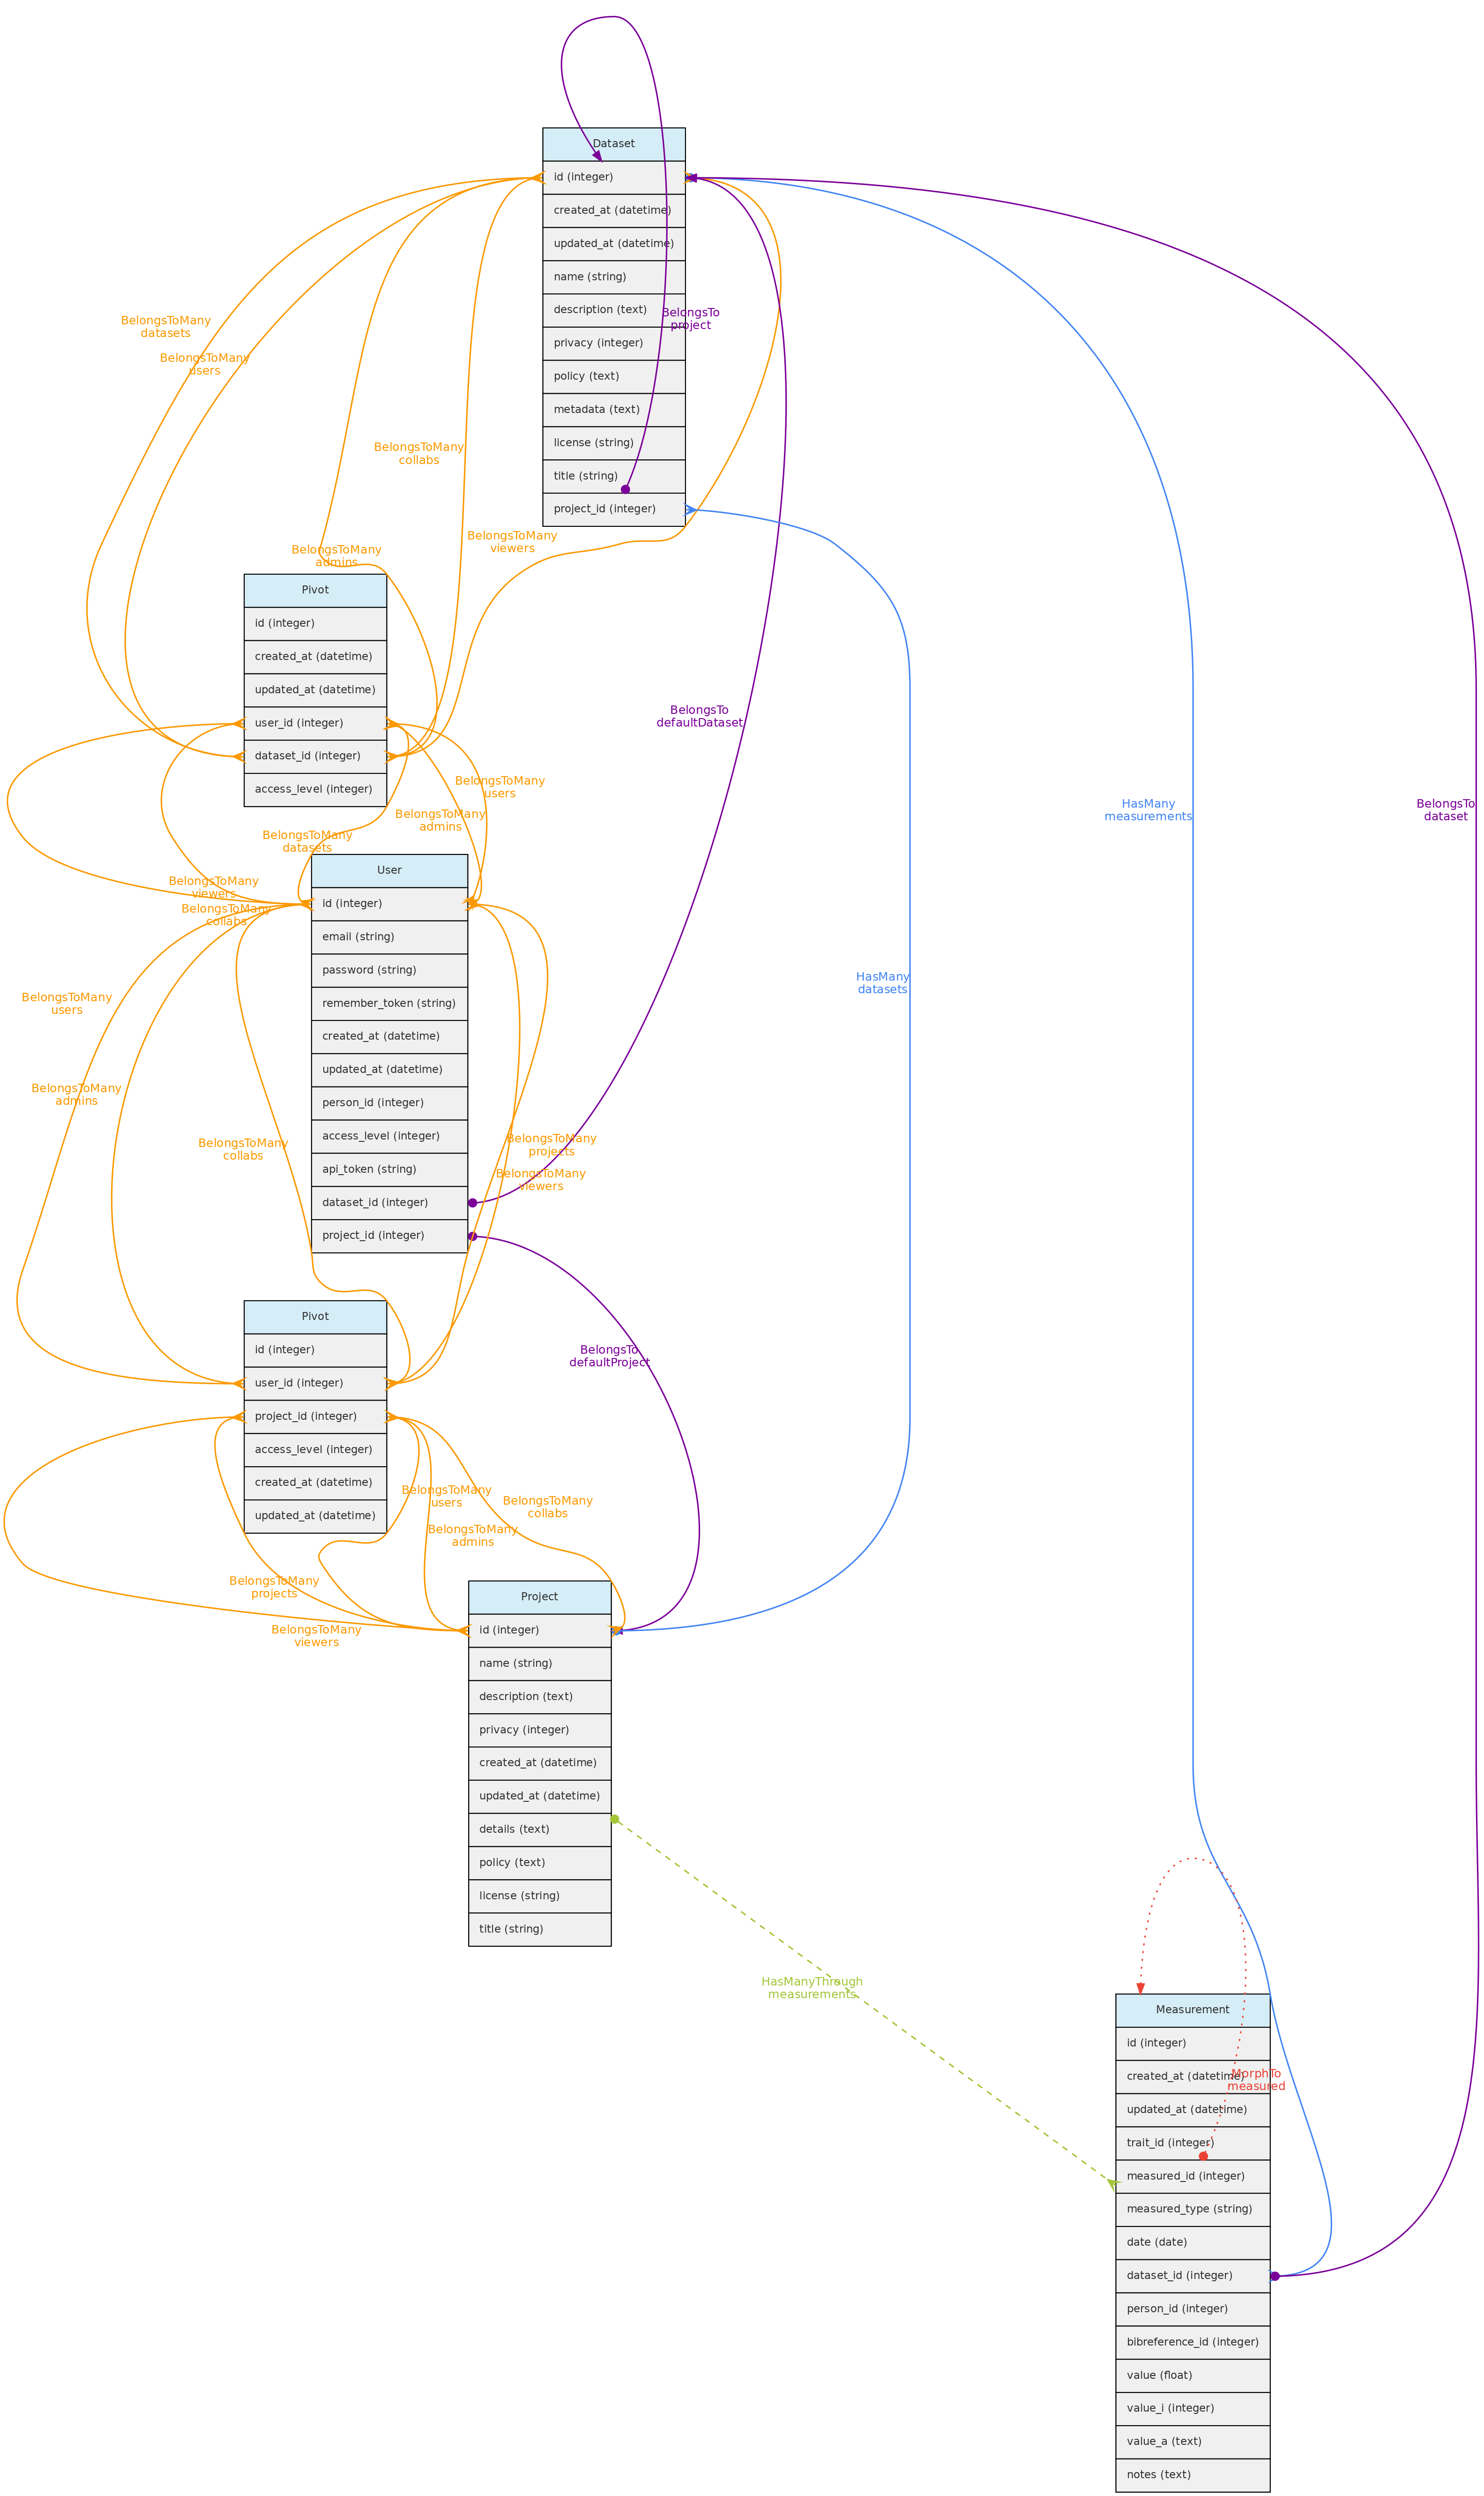 Dataset
id (integer)
created_at (datetime)
updated_at (datetime)
name (string)
description (text)
privacy (integer)
policy (text)
metadata (text)
license (string)
title (string)
project_id (integer)
BelongsTo
project
BelongsToMany
datasets
BelongsToMany
users
BelongsToMany
collabs
BelongsToMany
admins
BelongsToMany
viewers
Pivot
id (integer)
created_at (datetime)
updated_at (datetime)
user_id (integer)
dataset_id (integer)
access_level (integer)
BelongsTo
defaultDataset
HasMany
measurements
BelongsTo
dataset
BelongsToMany
users
BelongsToMany
admins
BelongsToMany
datasets
BelongsToMany
viewers
BelongsToMany
collabs
User
id (integer)
email (string)
password (string)
remember_token (string)
created_at (datetime)
updated_at (datetime)
person_id (integer)
access_level (integer)
api_token (string)
dataset_id (integer)
project_id (integer)
HasMany
datasets
BelongsToMany
users
BelongsToMany
admins
BelongsToMany
collabs
BelongsToMany
projects
BelongsToMany
viewers
Pivot
id (integer)
user_id (integer)
project_id (integer)
access_level (integer)
created_at (datetime)
updated_at (datetime)
BelongsTo
defaultProject
BelongsToMany
users
BelongsToMany
collabs
BelongsToMany
admins
BelongsToMany
projects
BelongsToMany
viewers
Project
id (integer)
name (string)
description (text)
privacy (integer)
created_at (datetime)
updated_at (datetime)
details (text)
policy (text)
license (string)
title (string)
HasManyThrough
measurements
Measurement
id (integer)
created_at (datetime)
updated_at (datetime)
trait_id (integer)
measured_id (integer)
measured_type (string)
date (date)
dataset_id (integer)
person_id (integer)
bibreference_id (integer)
value (float)
value_i (integer)
value_a (text)
notes (text)
MorphTo
measured